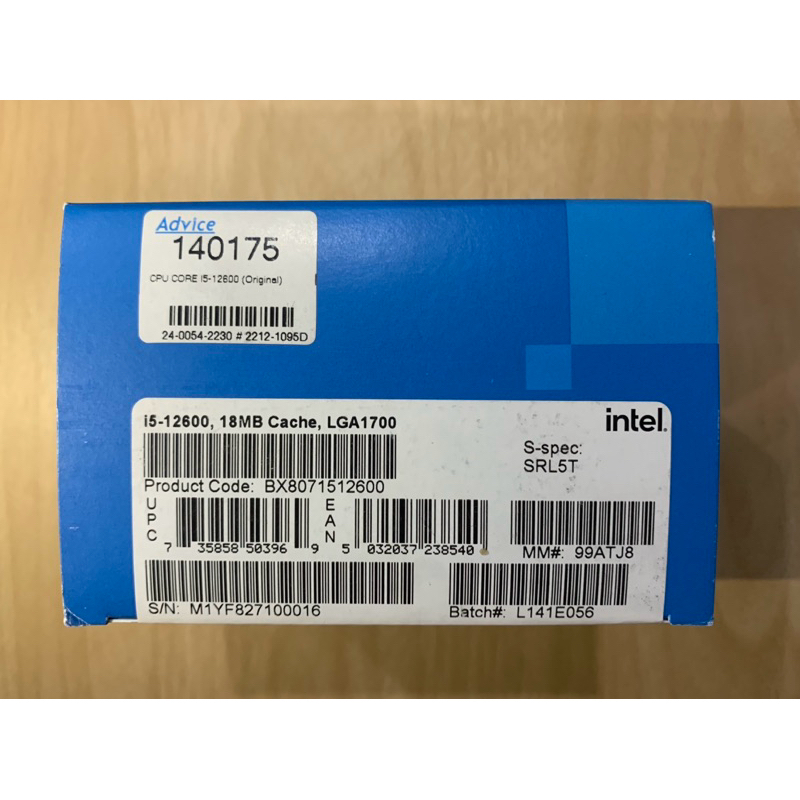 Advice
140175
CPU CORE i5-12600 (Original)
24-0054-2230 # 2212-1095D
i5-12600, 18MB Cache, LGA1700
intel.
S-spec:
SRL5T
Product Code: BX8071512600
UPC
7 35858 50396 9
EAN
5 032037 238540
MM#: 99ATJ8
S/N: M1YF827100016
Batch#: L141E056